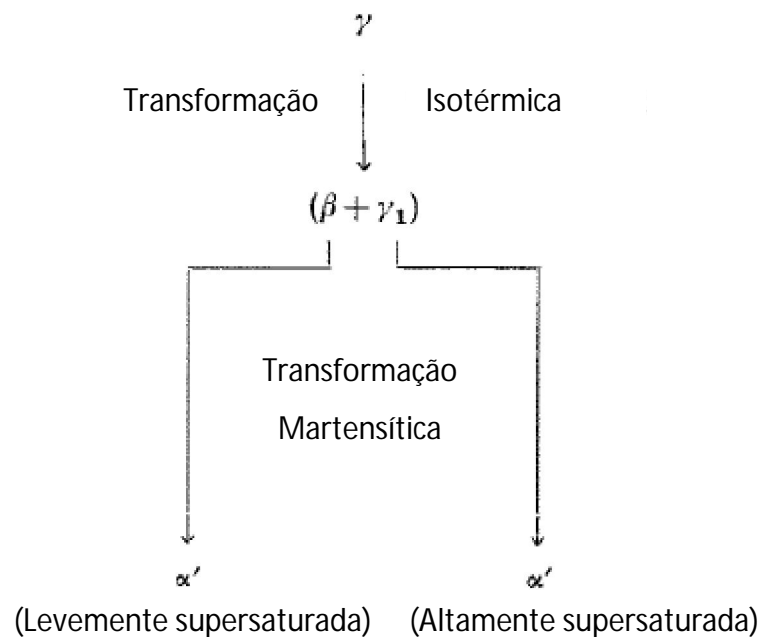 γ
Transformação Isotérmica
(β + γ₁)
Transformação
Martensítica
α′ α′
(Levemente supersaturada) (Altamente supersaturada)